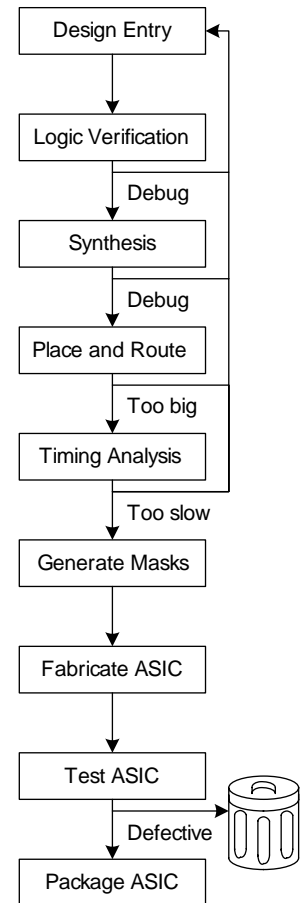 Design Entry
Logic Verification
Debug
Synthesis
Debug
Place and Route
Too big
Timing Analysis
Too slow
Generate Masks
Fabricate ASIC
Test ASIC
Defective
Package ASIC